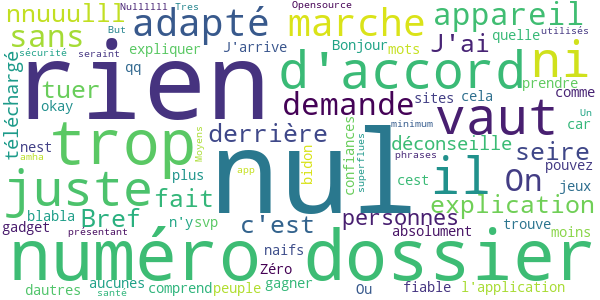 nnuuulll Nullllll Tres Opensource
But adapté marche appareil
sans J'arrive Bonjour mots J'ai quelle utilisés
sécurité seraint expliquer
rien d'accord ni
téléchargé tuer qq demande sites cela prendre comme
okay derrière vaut Un
trop nul minimum car
nest Moyens bidon confiances déconseille seire
amha app superflues phrases pouvez
juste plus fait cest il On jeux
blabla Bref n'y svp c'est personnes explication
gadget présentant absolument trouve moins
numéro naifs dossier
Zéro
dautres aucunes comprend peuple gagner Ou fiable l'application
santé